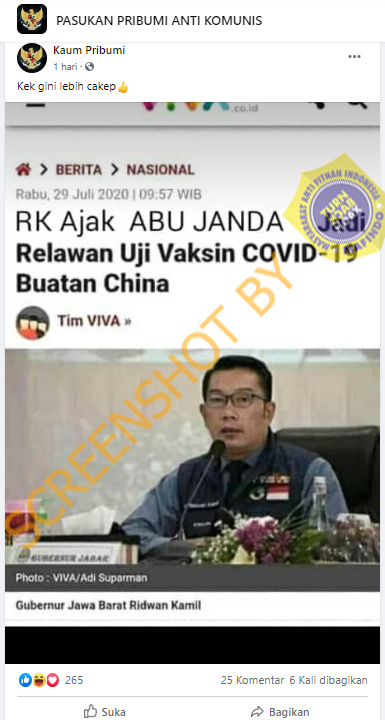 PASUKAN PRIBUMI ANTI KOMUNIS
Kaum Pribumi
1 hari ·
Kek gini lebih cakep
VIVA
.co.id
BERITA > NASIONAL
Rabu, 29 Juli 2020 | 09:57 WIB
RK Ajak ABU JANDA Jadi
Relawan Uji Vaksin COVID-19
Buatan China
Tim VIVA »
MASYARAKAT ANTI FITNAH INDONESIA
TURN BACK HOAX
SCREENSHOT BY
GUBERNUR JABAR
Photo : VIVA/Adi Suparman
Gubernur Jawa Barat Ridwan Kamil
265
25 Komentar 6 Kali dibagikan
Suka
Bagikan